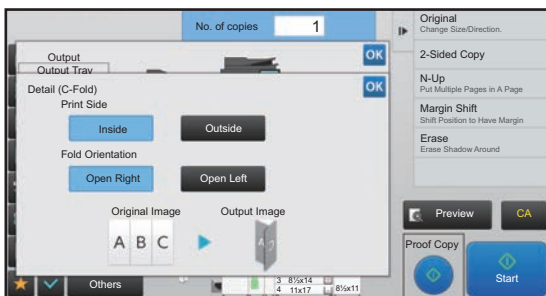 No. of copies 1
OK
Output
Output Tray
OK
Detail (C-Fold)
Print Side
Inside
Outside
Fold Orientation
Open Right
Open Left
Original Image
Output Image
A B C
Others
3 8½x14
4 11x17
8½x11
Original
Change Size/Direction.
2-Sided Copy
N-Up
Put Multiple Pages in A Page
Margin Shift
Shift Position to Have Margin
Erase
Erase Shadow Around
Preview
CA
Proof Copy
Start